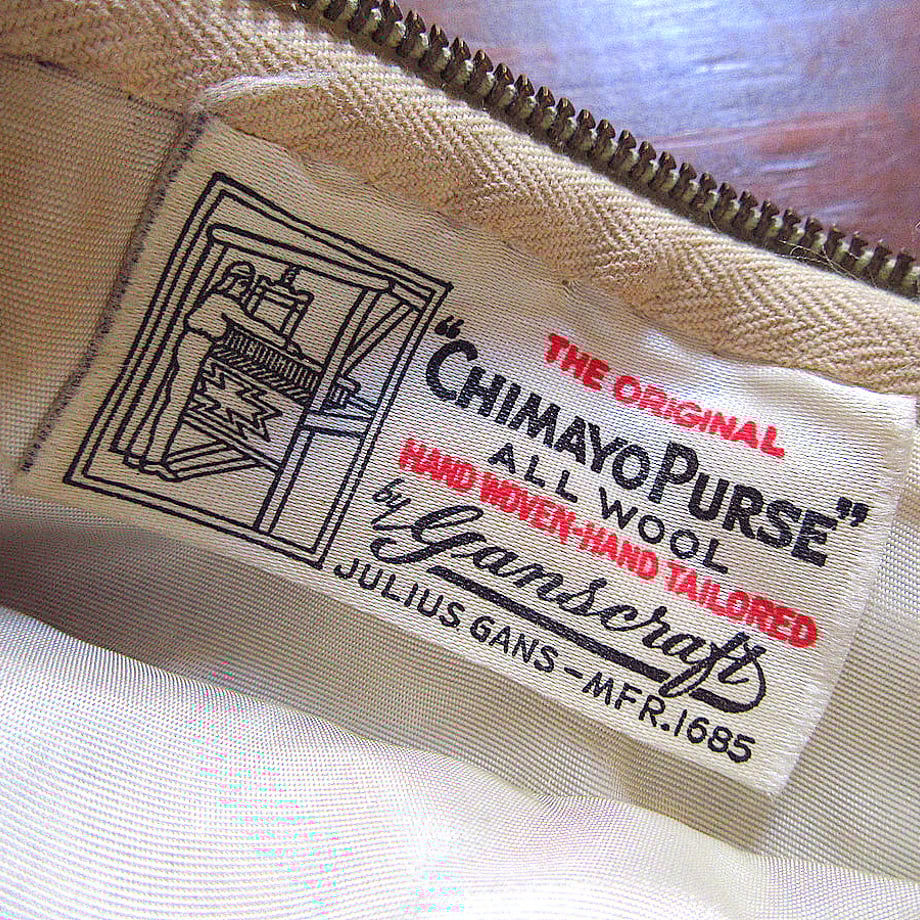 THE ORIGINAL
"CHIMAYO PURSE"
ALL WOOL
HAND WOVEN-HAND TAILORED
by Ganscraft
JULIUS GANS-MFR.1685